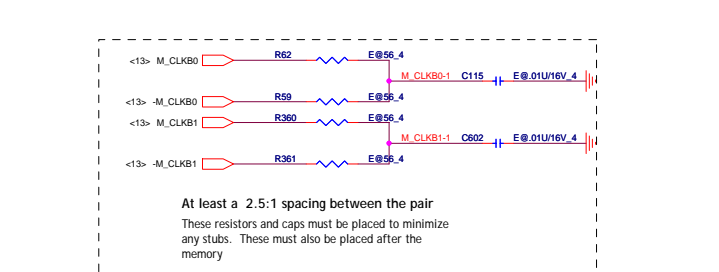 R62 E@56_4
<13> M_CLKB0
M_CLKB0-1 C115 E@.01U/16V_4
R59 E@56_4
<13> -M_CLKB0
R360 E@56_4
<13> M_CLKB1
M_CLKB1-1 C602 E@.01U/16V_4
R361 E@56_4
<13> -M_CLKB1
At least a 2.5:1 spacing between the pair
These resistors and caps must be placed to minimize
any stubs. These must also be placed after the
memory